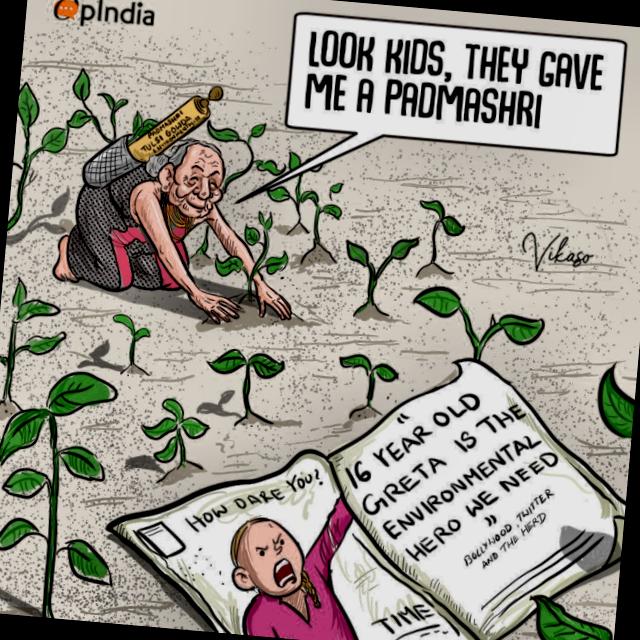 OpIndia
LOOK KIDS, THEY GAVE
ME A PADMASHRI
PADMASHRI
TULSI GOWDA
Vikaso
HOW DARE YOU?
"
16 YEAR OLD
GRETA IS THE
ENVIRONMENTAL
HERO WE NEED
"
BOLLYWOOD TWITTER
AND THE HERD
TIME